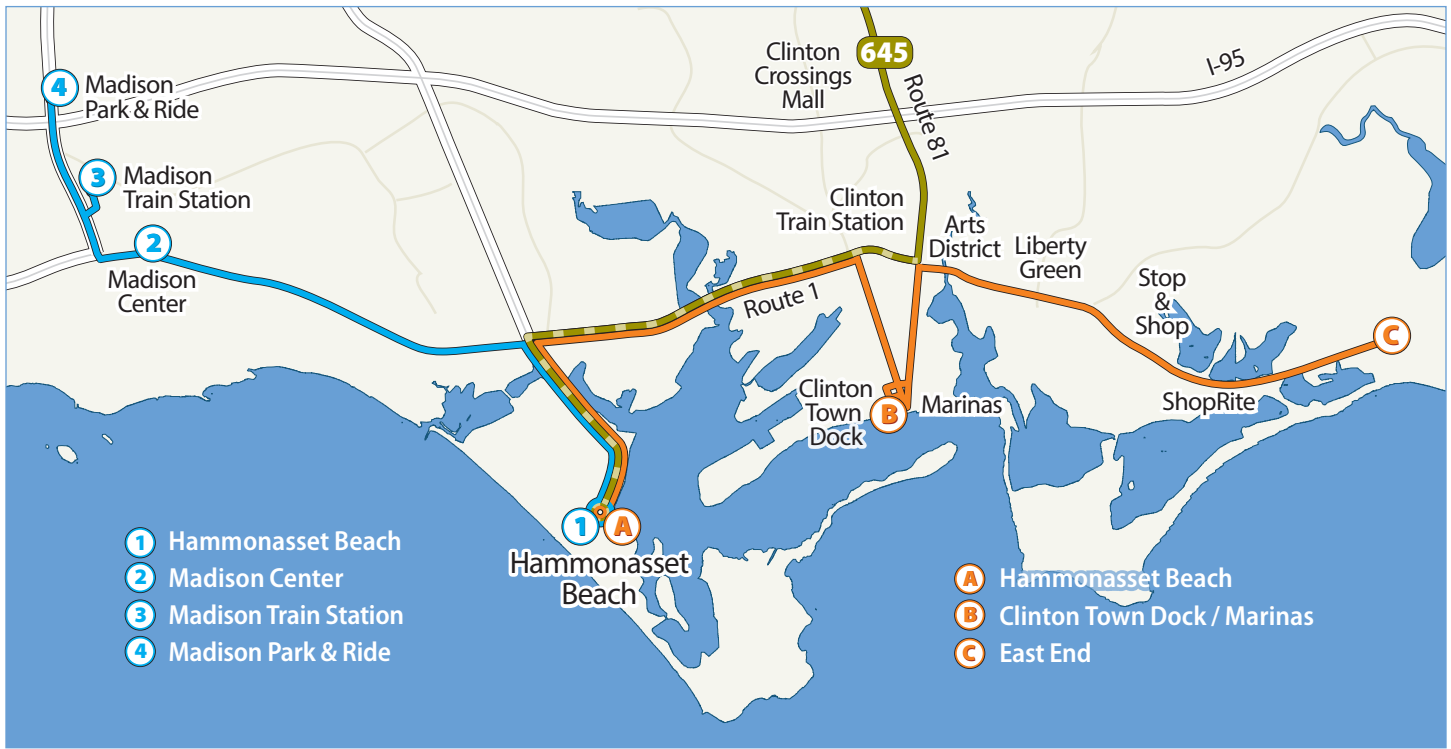 4
Madison
Park & Ride
3
Madison
Train Station
2
Madison
Center
Clinton
Crossings
Mall
645
Route 81
I-95
Clinton
Train Station
Arts
District
Liberty
Green
Stop
&
Shop
Route 1
C
Clinton
Town
Dock
B
Marinas
ShopRite
1
A
Hammonasset
Beach
1 Hammonasset Beach
2 Madison Center
3 Madison Train Station
4 Madison Park & Ride
A Hammonasset Beach
B Clinton Town Dock / Marinas
C East End